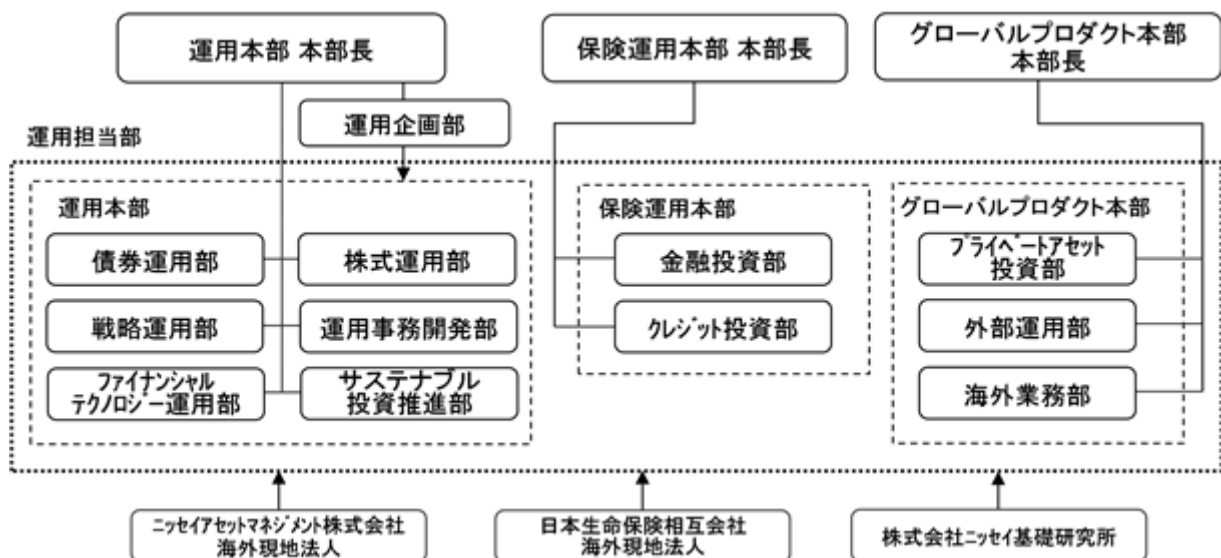 運用本部 本部長
保険運用本部 本部長
グローバルプロダクト本部
本部長
運用企画部
運用担当部
運用本部
債券運用部
株式運用部
戦略運用部
運用事務開発部
ファイナンシャル
テクノロジー運用部
サステナブル
投資推進部
保険運用本部
金融投資部
クレジット投資部
グローバルプロダクト本部
プライベートアセット
投資部
外部運用部
海外業務部
ニッセイアセットマネジメント株式会社
海外現地法人
日本生命保険相互会社
海外現地法人
株式会社ニッセイ基礎研究所